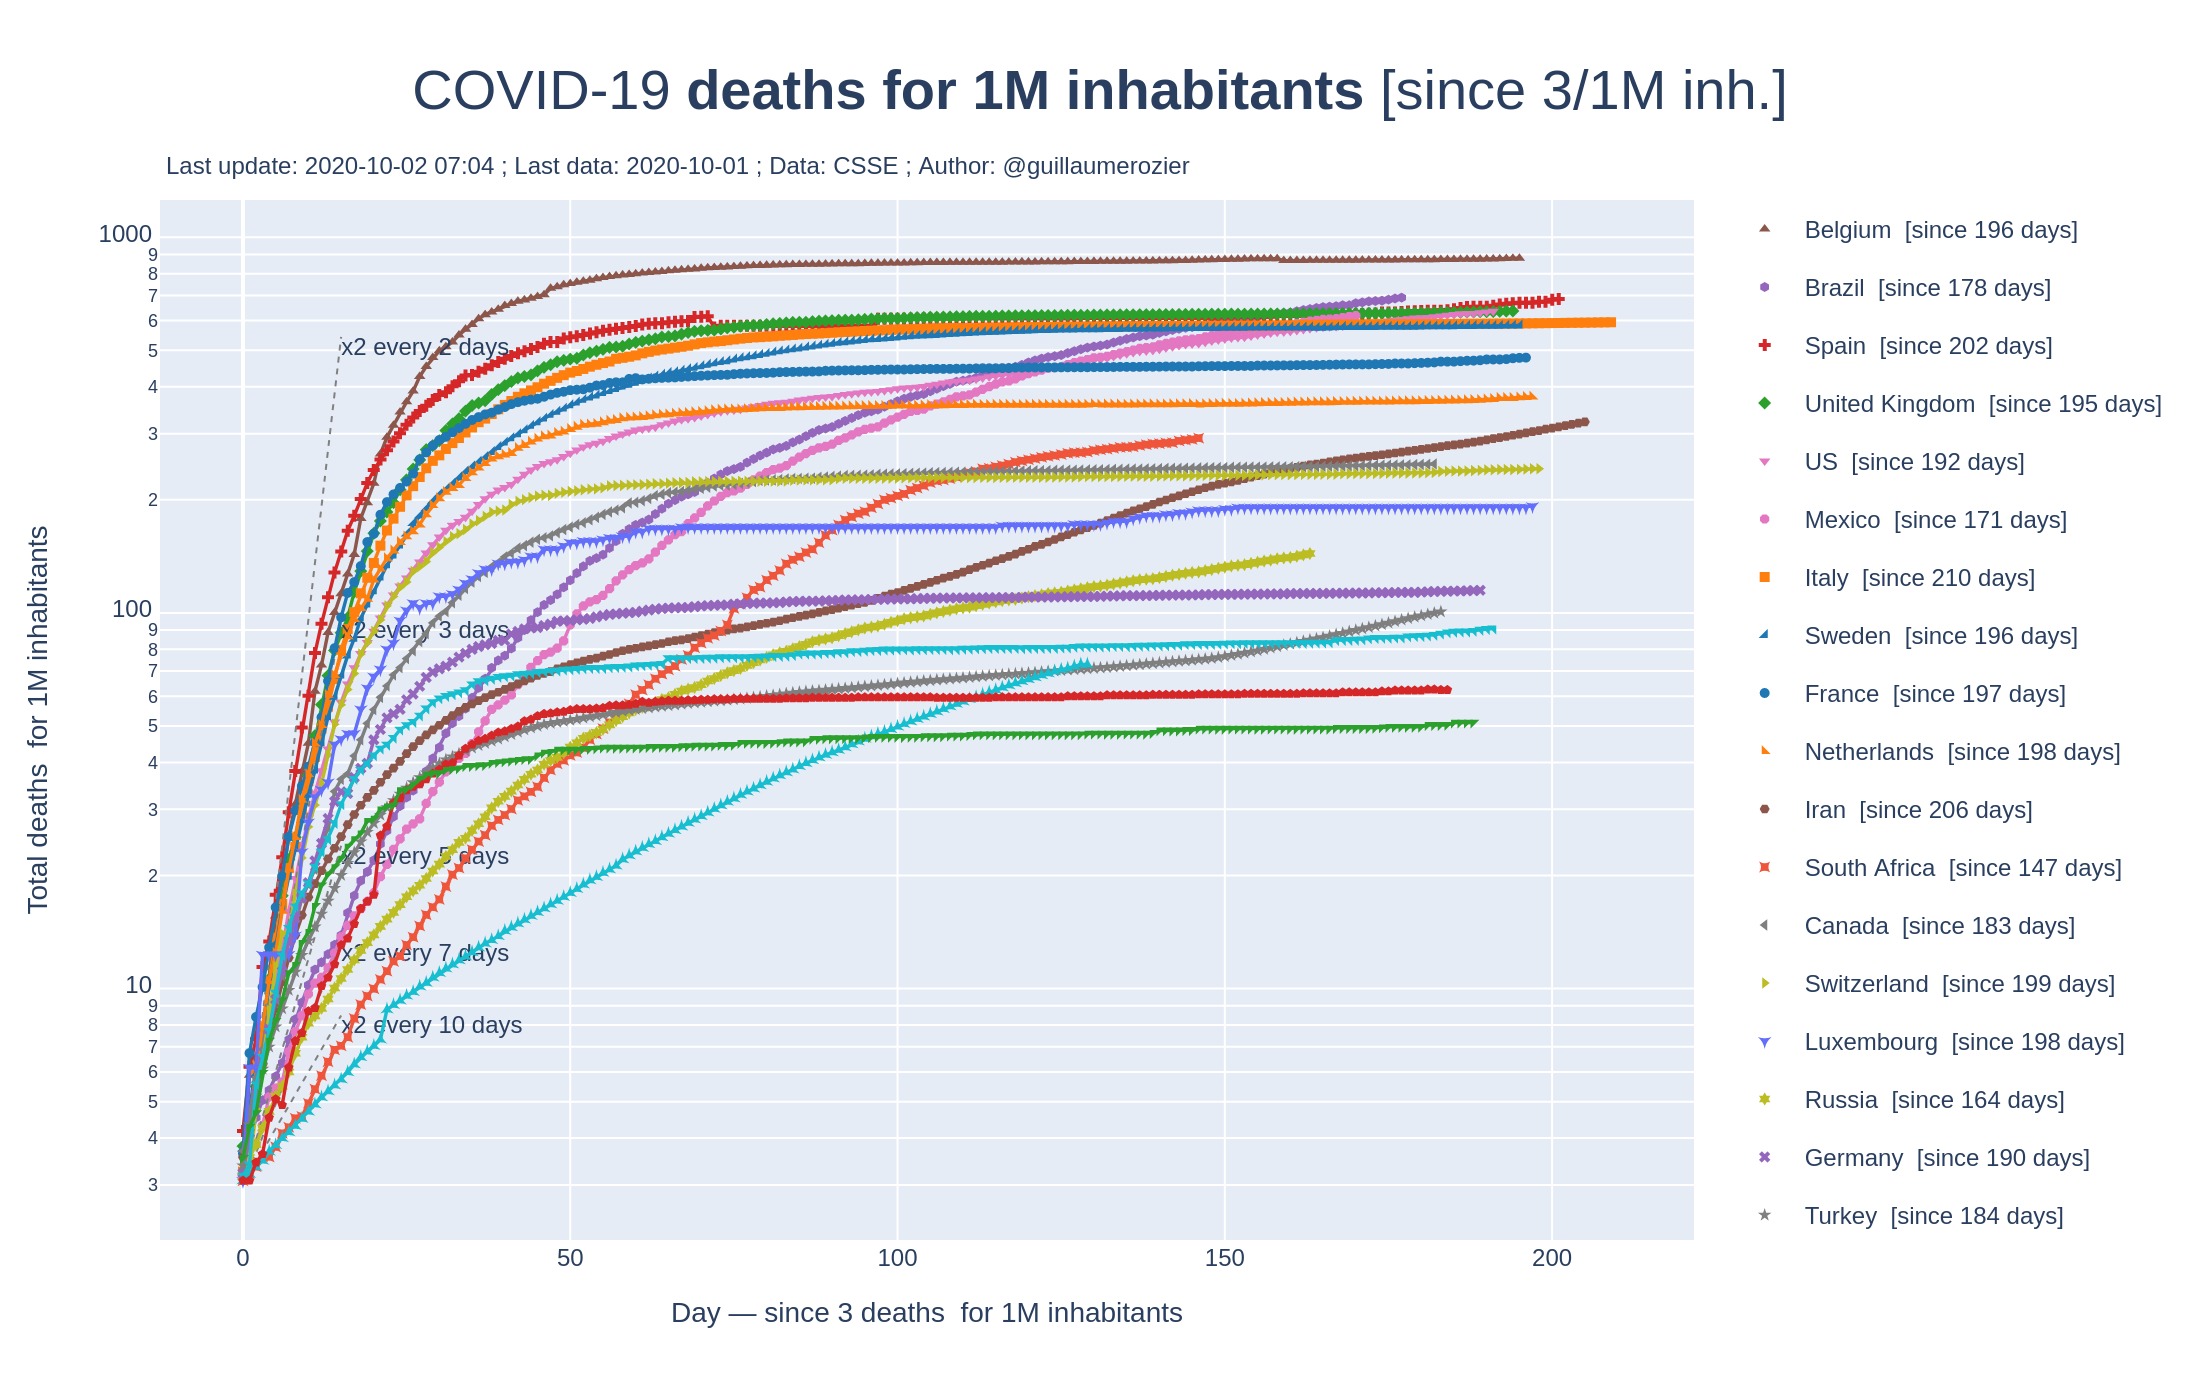 COVID-19 deaths for 1M inhabitants [since 3/1M inh.]
Last update: 2020-10-02 07:04 ; Last data: 2020-10-01 ; Data: CSSE ; Author: @guillaumerozier
Total deaths  for 1M inhabitants
1000
9
8
7
6
5
4
3
2
100
9
8
7
6
5
4
3
2
10
9
8
7
6
5
4
3
x2 every 2 days
x2 every 3 days
x2 every 5 days
x2 every 7 days
x2 every 10 days
0 50 100 150 200
Day — since 3 deaths  for 1M inhabitants
Belgium  [since 196 days]
Brazil  [since 178 days]
Spain  [since 202 days]
United Kingdom  [since 195 days]
US  [since 192 days]
Mexico  [since 171 days]
Italy  [since 210 days]
Sweden  [since 196 days]
France  [since 197 days]
Netherlands  [since 198 days]
Iran  [since 206 days]
South Africa  [since 147 days]
Canada  [since 183 days]
Switzerland  [since 199 days]
Luxembourg  [since 198 days]
Russia  [since 164 days]
Germany  [since 190 days]
Turkey  [since 184 days]